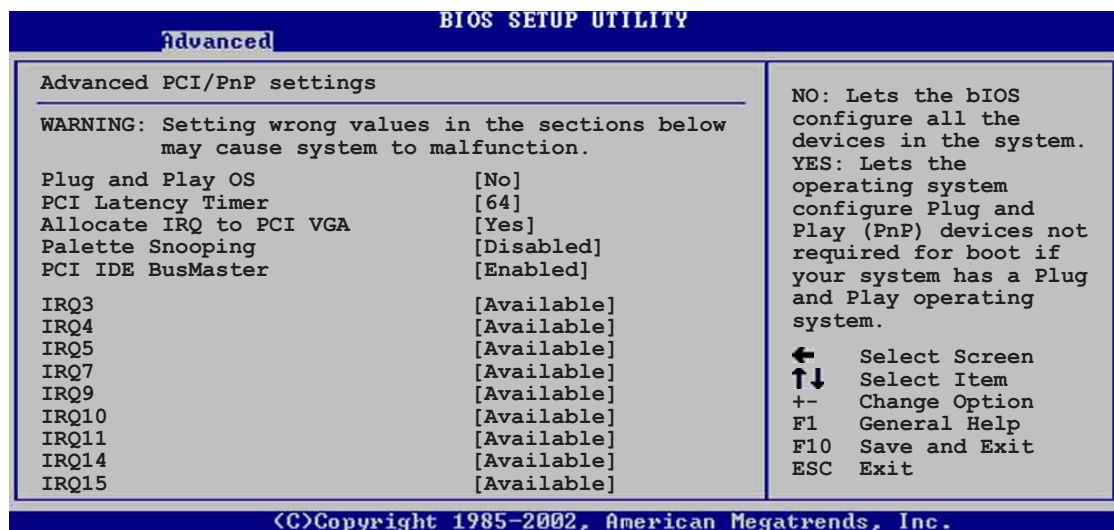 BIOS SETUP UTILITY
Advanced
Advanced PCI/PnP settings
WARNING: Setting wrong values in the sections below
may cause system to malfunction.
Plug and Play OS [No]
PCI Latency Timer [64]
Allocate IRQ to PCI VGA [Yes]
Palette Snooping [Disabled]
PCI IDE BusMaster [Enabled]
IRQ3 [Available]
IRQ4 [Available]
IRQ5 [Available]
IRQ7 [Available]
IRQ9 [Available]
IRQ10 [Available]
IRQ11 [Available]
IRQ14 [Available]
IRQ15 [Available]
NO: Lets the bIOS
configure all the
devices in the system.
YES: Lets the
operating system
configure Plug and
Play (PnP) devices not
required for boot if
your system has a Plug
and Play operating
system.
← Select Screen
↑↓ Select Item
+- Change Option
F1 General Help
F10 Save and Exit
ESC Exit
(C)Copyright 1985-2002, American Megatrends, Inc.